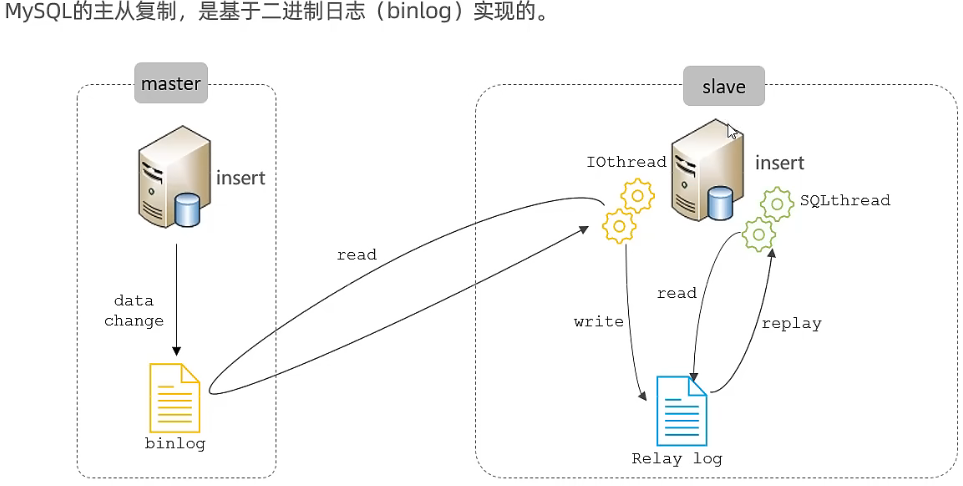 MySQL的主从复制，是基于二进制日志（binlog）实现的。
master
slave
insert
IOthread
insert
SQLthread
read
data
change
read
write
replay
binlog
Relay log